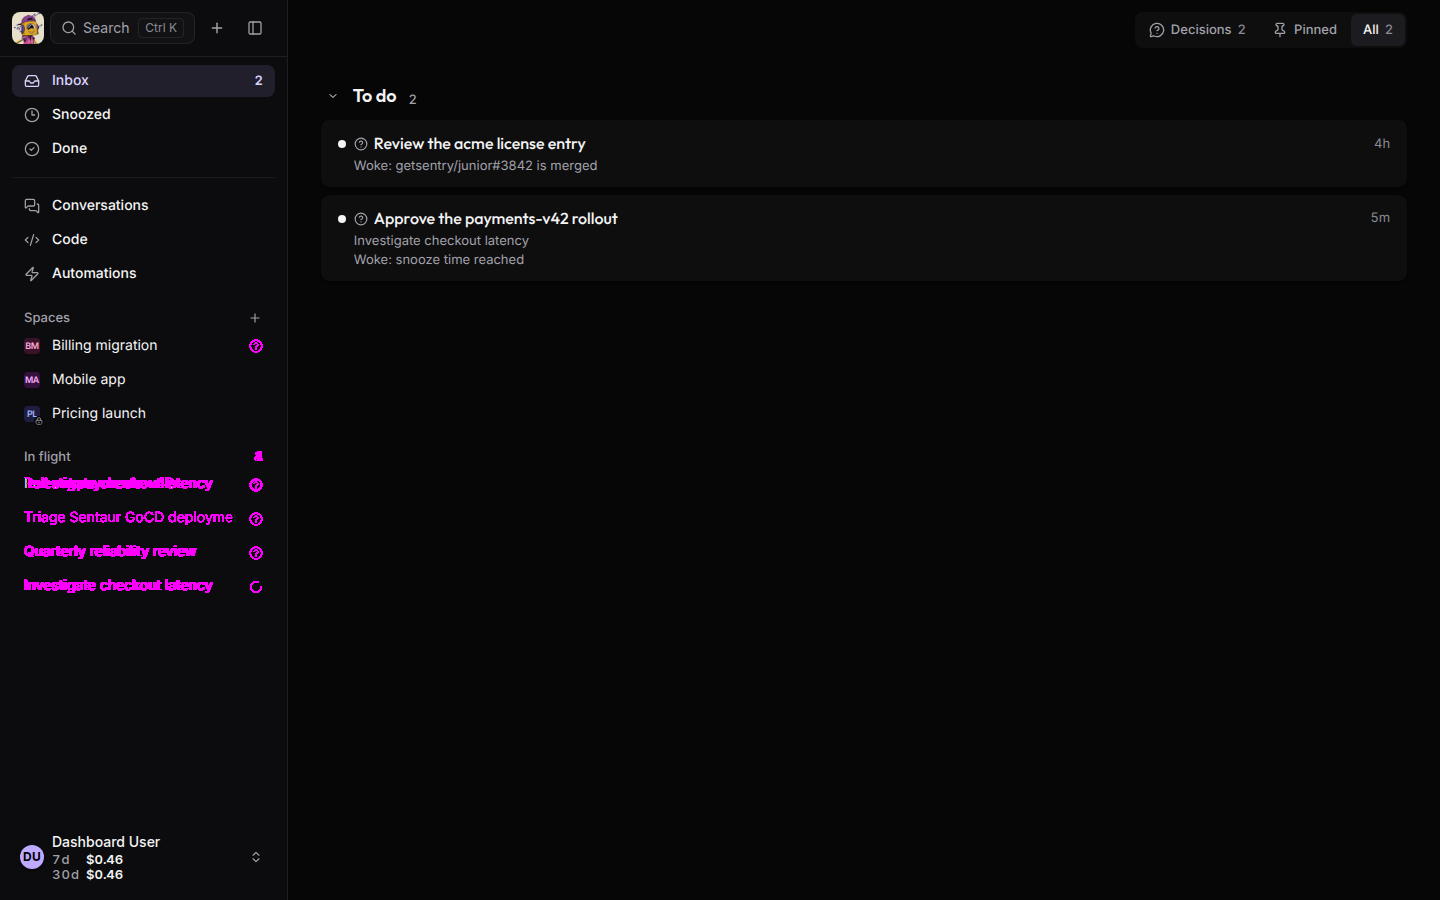 Search Ctrl K
Inbox 2
Snoozed
Done
Conversations
Code
Automations
Spaces
BM Billing migration
MA Mobile app
PL Pricing launch
In flight
latency
Triage Sentaur GoCD deployme
Quarterly reliability review
Investigate checkout latency
DU Dashboard User
7d $0.46
30d $0.46
Decisions 2 Pinned All 2
To do 2
Review the acme license entry 4h
Woke: getsentry/junior#3842 is merged
Approve the payments-v42 rollout 5m
Investigate checkout latency
Woke: snooze time reached